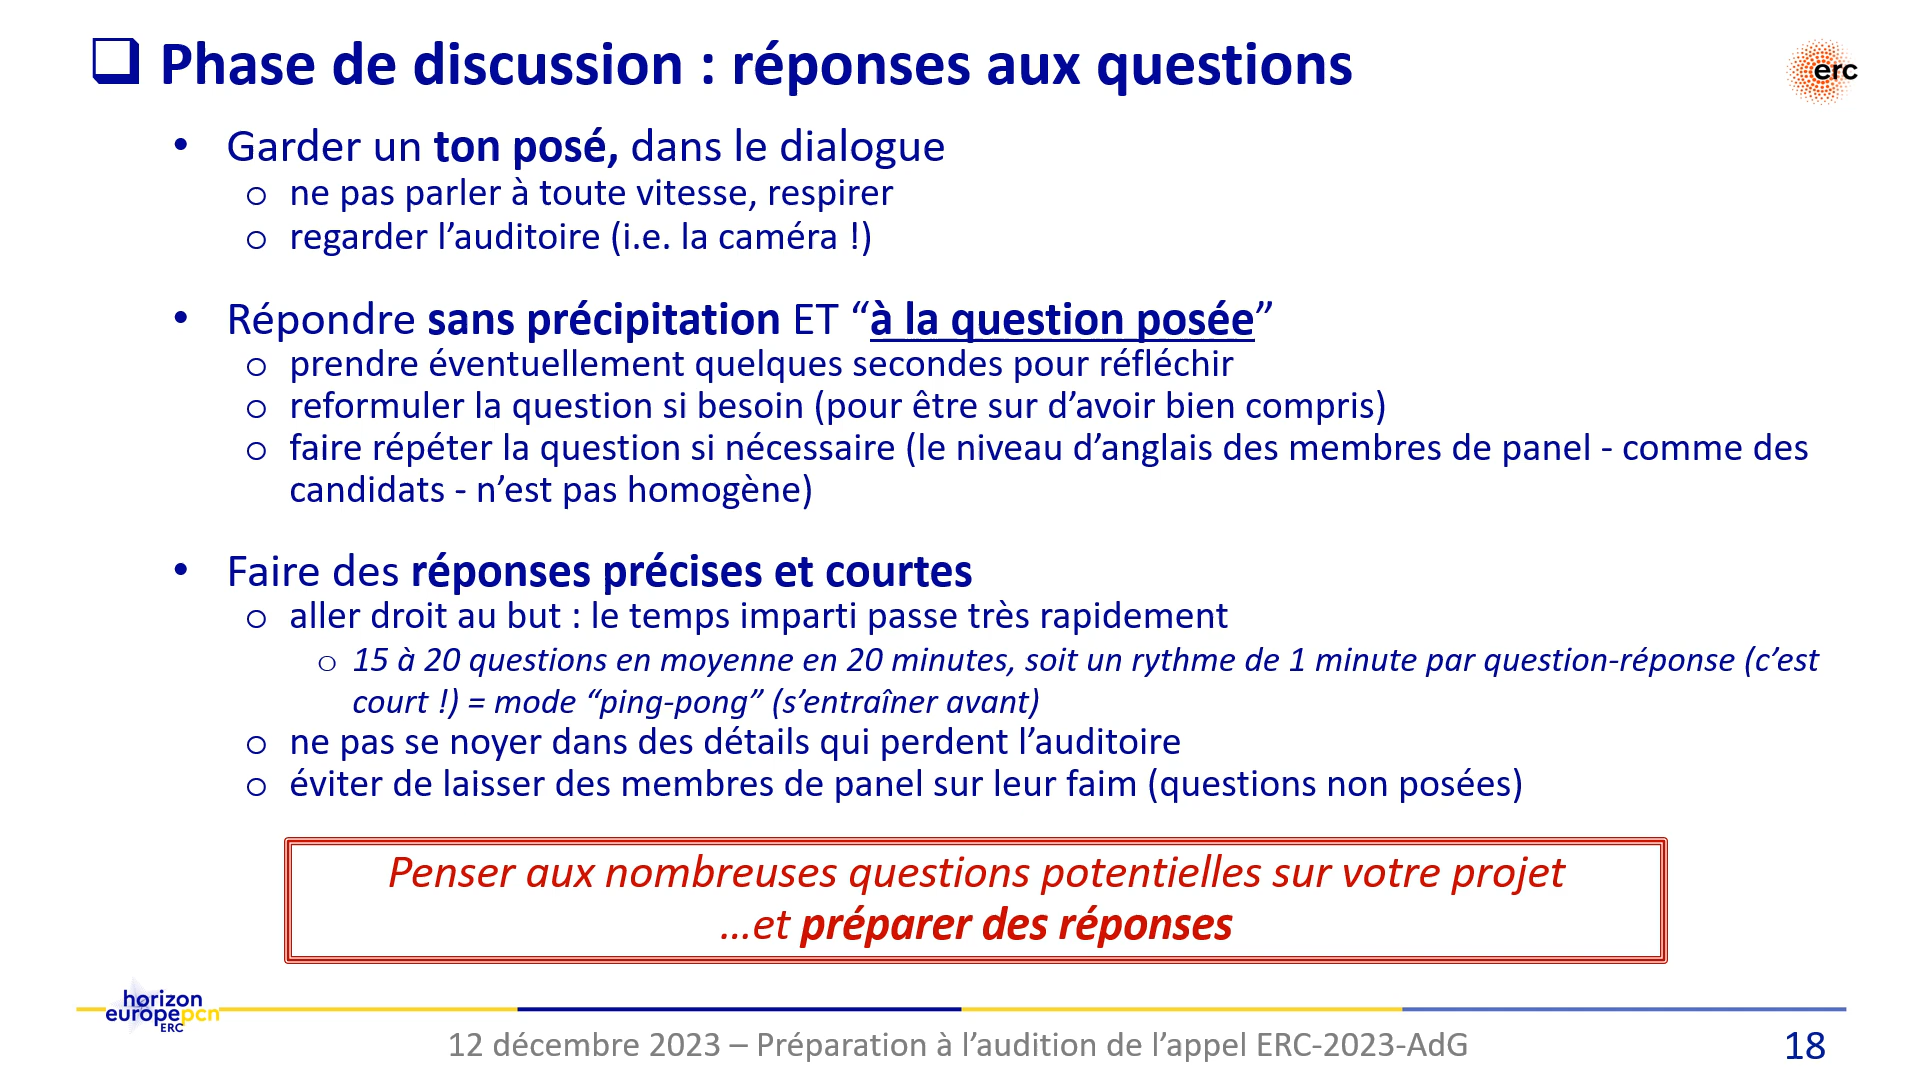 ❑ Phase de discussion : réponses aux questions
erc
• Garder un ton posé, dans le dialogue
o ne pas parler à toute vitesse, respirer
o regarder l’auditoire (i.e. la caméra !)
• Répondre sans précipitation ET “à la question posée”
o prendre éventuellement quelques secondes pour réfléchir
o reformuler la question si besoin (pour être sur d’avoir bien compris)
o faire répéter la question si nécessaire (le niveau d’anglais des membres de panel - comme des
candidats - n’est pas homogène)
• Faire des réponses précises et courtes
o aller droit au but : le temps imparti passe très rapidement
o 15 à 20 questions en moyenne en 20 minutes, soit un rythme de 1 minute par question-réponse (c’est
court !) = mode “ping-pong” (s’entraîner avant)
o ne pas se noyer dans des détails qui perdent l’auditoire
o éviter de laisser des membres de panel sur leur faim (questions non posées)
Penser aux nombreuses questions potentielles sur votre projet
…et préparer des réponses
horizon
europe pcn
ERC
12 décembre 2023 – Préparation à l’audition de l’appel ERC-2023-AdG
18